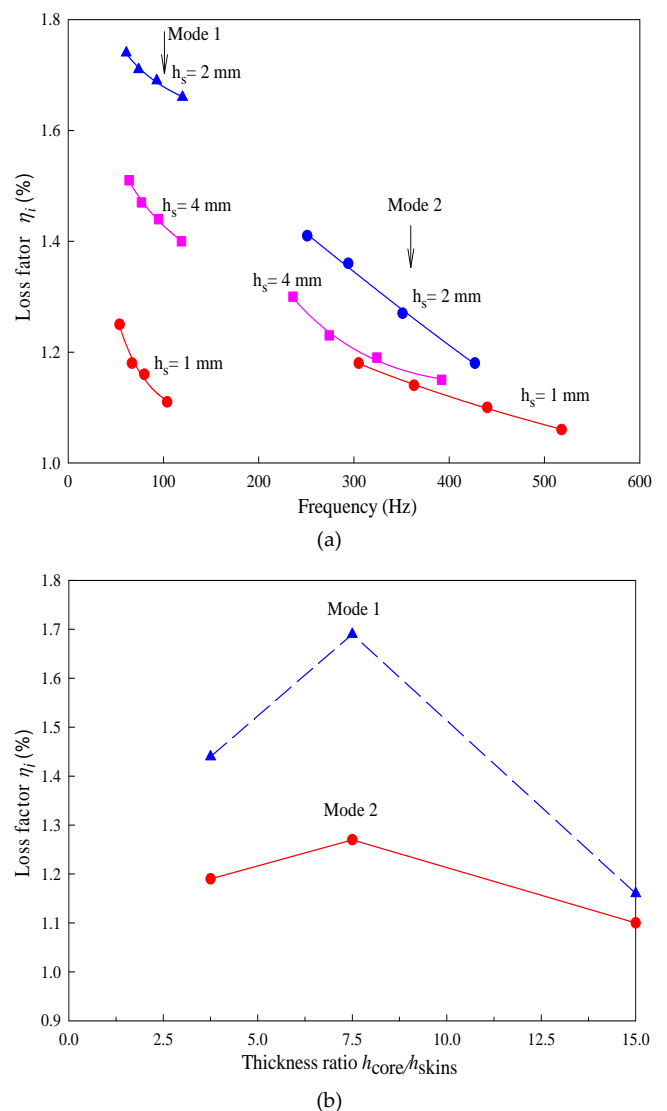 1.8
Mode 1
hs= 2 mm
1.6
hs= 4 mm
Mode 2
1.4
hs= 4 mm
hs= 2 mm
1.2
hs= 1 mm
hs= 1 mm
1.0
Loss fator ηi (%)
0 100 200 300 400 500 600
Frequency (Hz)
(a)
1.8
Mode 1
1.7
1.6
1.5
1.4
Mode 2
1.3
1.2
1.1
1.0
0.9
Loss factor ηi (%)
0.0 2.5 5.0 7.5 10.0 12.5 15.0
Thickness ratio hcore/hskins
(b)